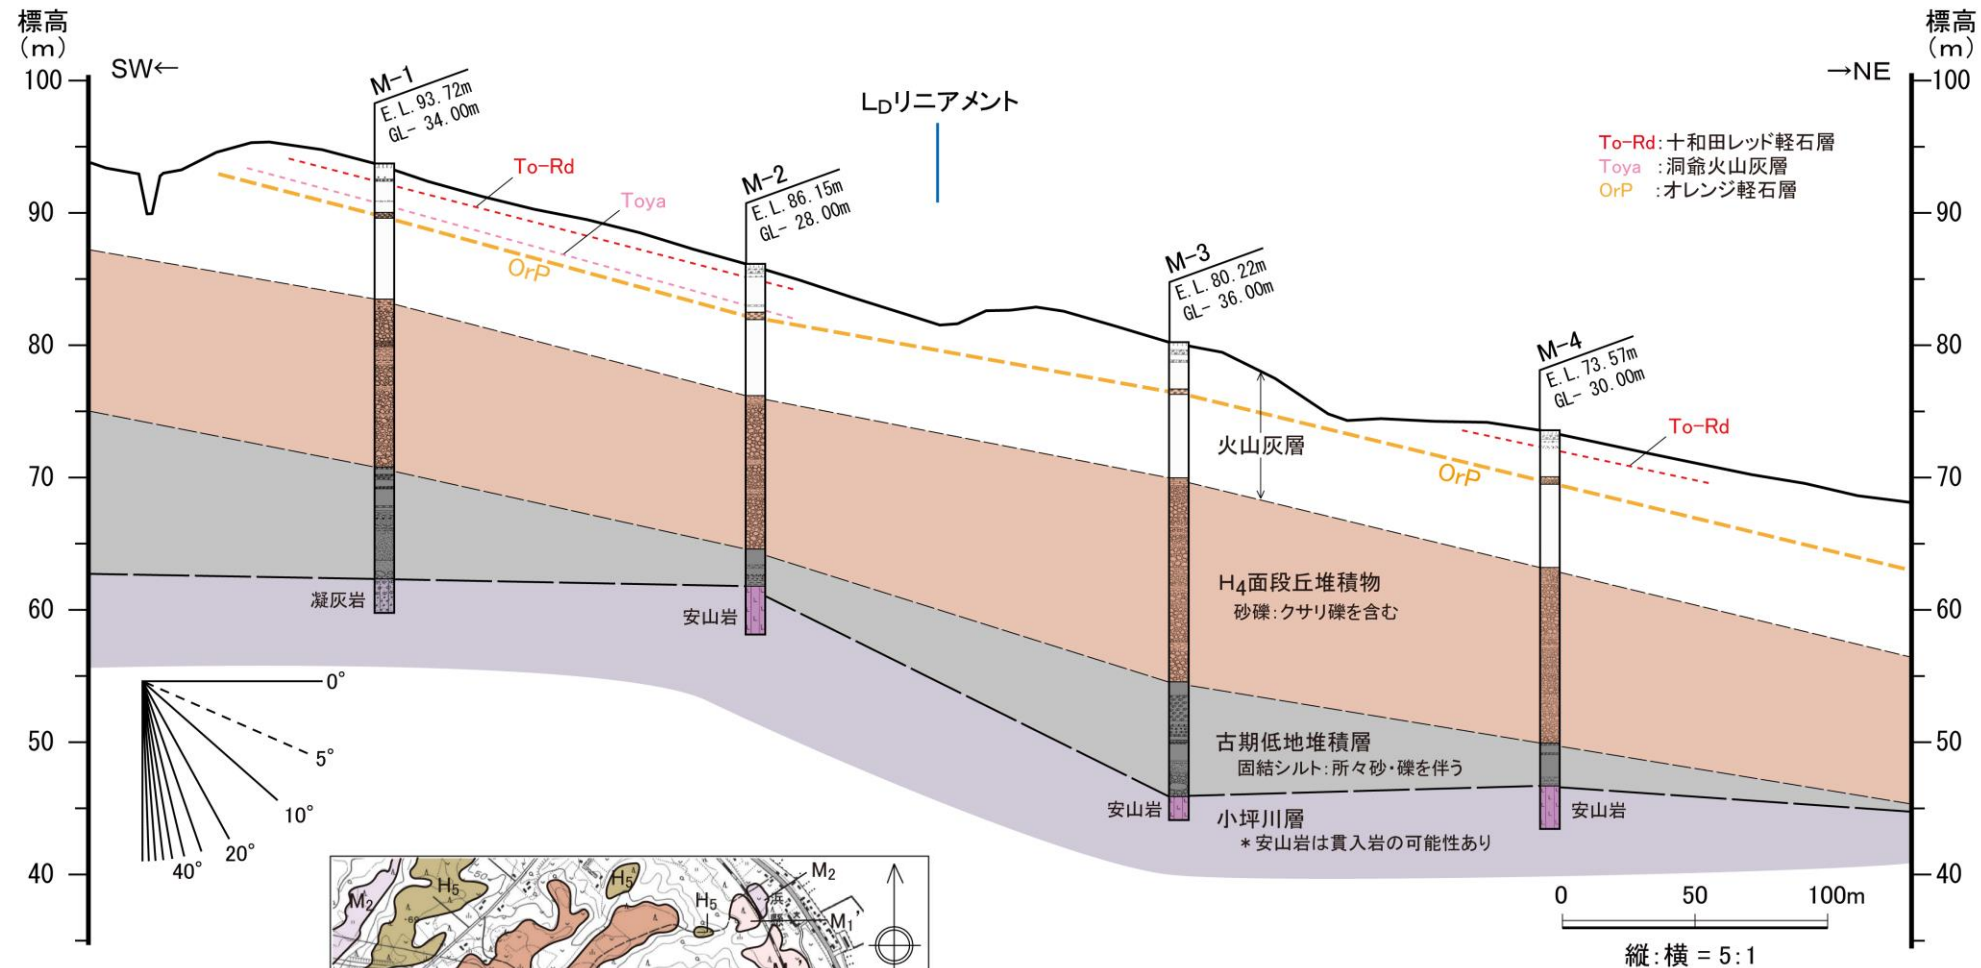 標高
(m)
標高
(m)
SW←
→NE
100
90
80
70
60
50
40
100
90
80
70
60
50
40
M-1
E.L.93.72m
GL- 34.00m
M-2
E.L.86.15m
GL- 28.00m
LDリニアメント
M-3
E.L.80.22m
GL- 36.00m
M-4
E.L.73.57m
GL- 30.00m
To-Rd:十和田レッド軽石層
Toya :洞爺火山灰層
OrP :オレンジ軽石層
To-Rd
Toya
OrP
火山灰層
To-Rd
OrP
H4面段丘堆積物
砂礫:クサリ礫を含む
凝灰岩
安山岩
古期低地堆積層
固結シルト:所々砂・礫を伴う
安山岩
小坪川層
*安山岩は貫入岩の可能性あり
安山岩
0°
5°
10°
20°
40°
M2
H5
H5
H5
M2
M1'
0 50 100m
縦:横 = 5:1